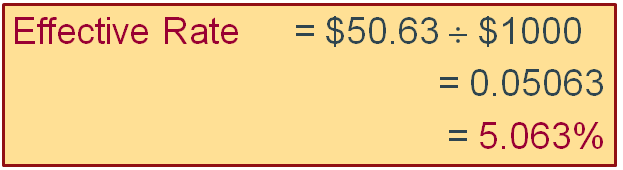 Effective Rate = $50.63 ÷ $1000
= 0.05063
= 5.063%